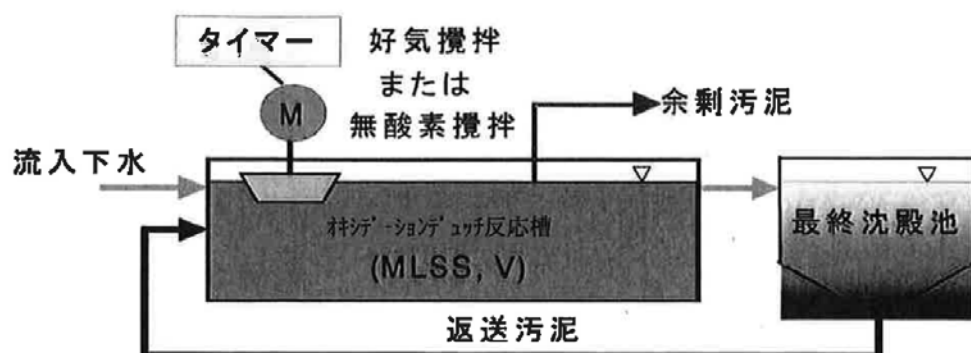 タイマー
好気攪拌
または
無酸素攪拌
M
余剰汚泥
流入下水
オキシデーションデュッチ反応槽
(MLSS, V)
最終沈殿池
返送汚泥